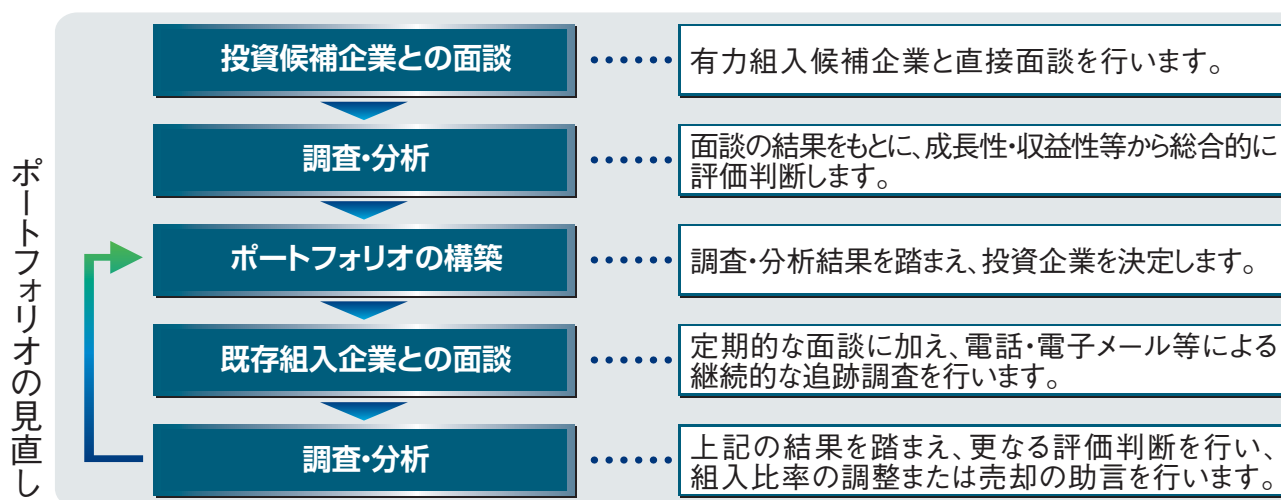 ポートフォリオの見直し
投資候補企業との面談
有力組入候補企業と直接面談を行います。
調査・分析
面談の結果をもとに、成長性・収益性等から総合的に
評価判断します。
ポートフォリオの構築
調査・分析結果を踏まえ、投資企業を決定します。
既存組入企業との面談
定期的な面談に加え、電話・電子メール等による
継続的な追跡調査を行います。
調査・分析
上記の結果を踏まえ、更なる評価判断を行い、
組入比率の調整または売却の助言を行います。